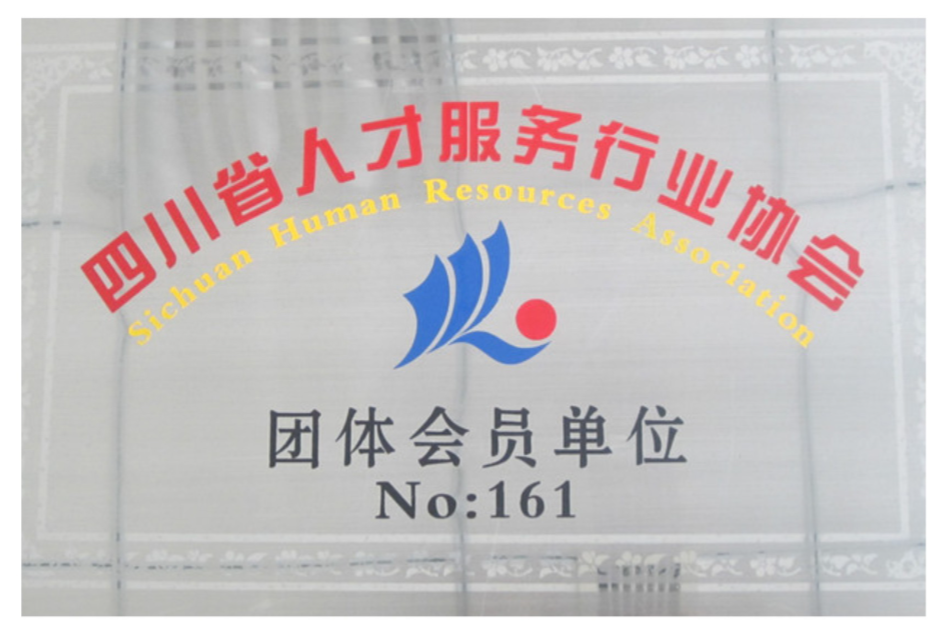 四川省人才服务行业协会
Sichuan Human Resources Association
团体会员单位
No:161